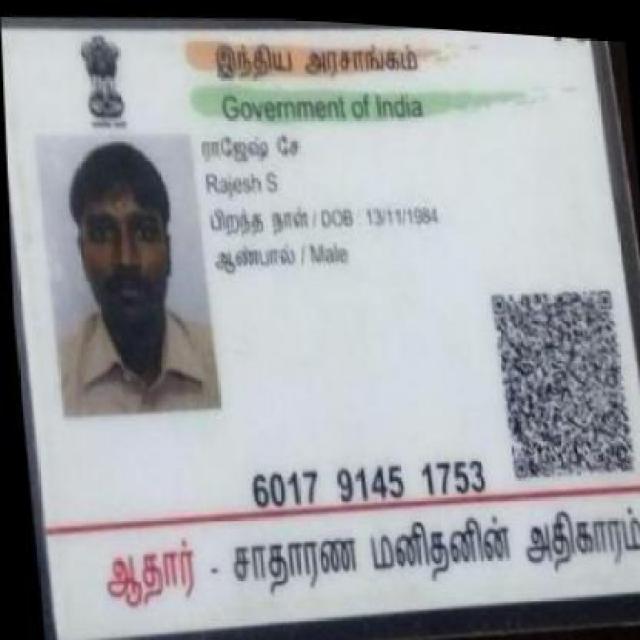 இந்திய அரசாங்கம்
Government of India
ராஜேஷ் சே
Rajesh S
பிறந்த நாள் / DOB : 13/11/1984
ஆண்பால் / Male
6017 9145 1753
ஆதார் - சாதாரண மனிதனின் அதிகாரம்